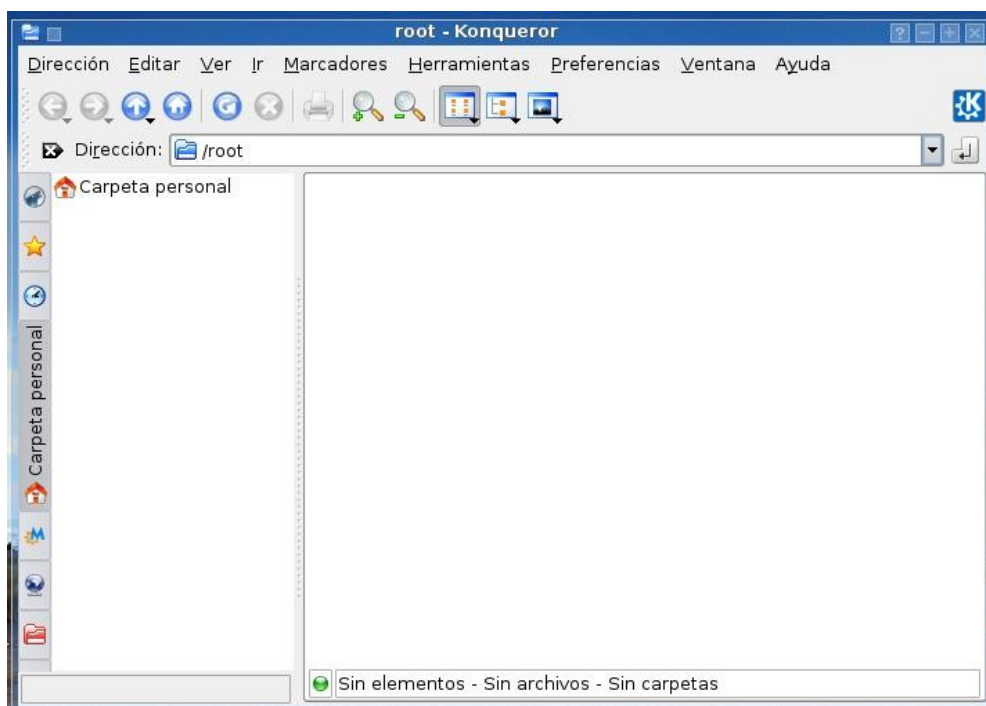 root - Konqueror
Dirección Editar Ver Ir Marcadores Herramientas Preferencias Ventana Ayuda
Dirección: /root
Carpeta personal
Carpeta personal
Sin elementos - Sin archivos - Sin carpetas